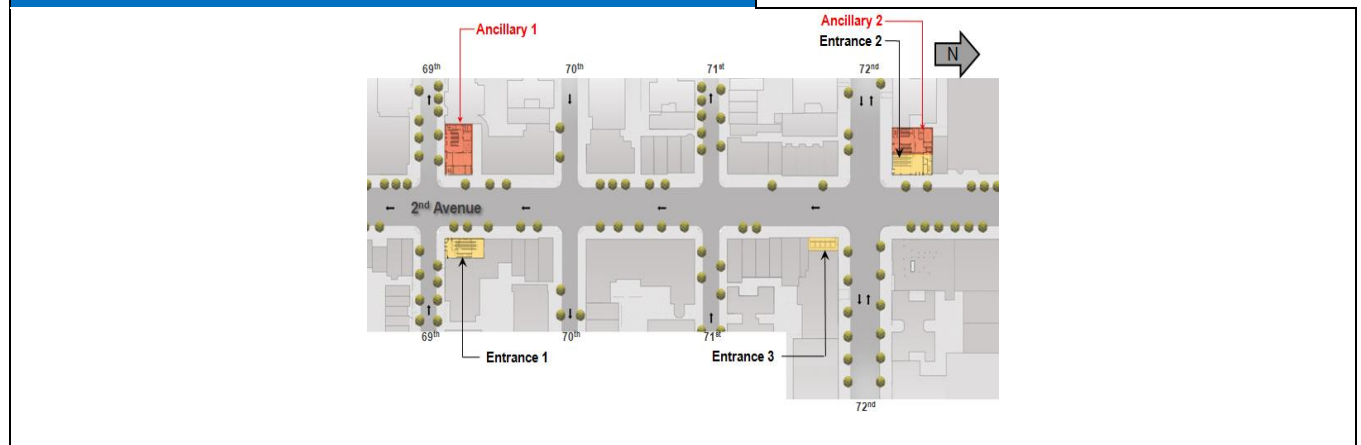 Ancillary 1
Ancillary 2
Entrance 2
N
69th
70th
71st
72nd
2nd Avenue
69th
70th
71st
Entrance 1
Entrance 3
72nd